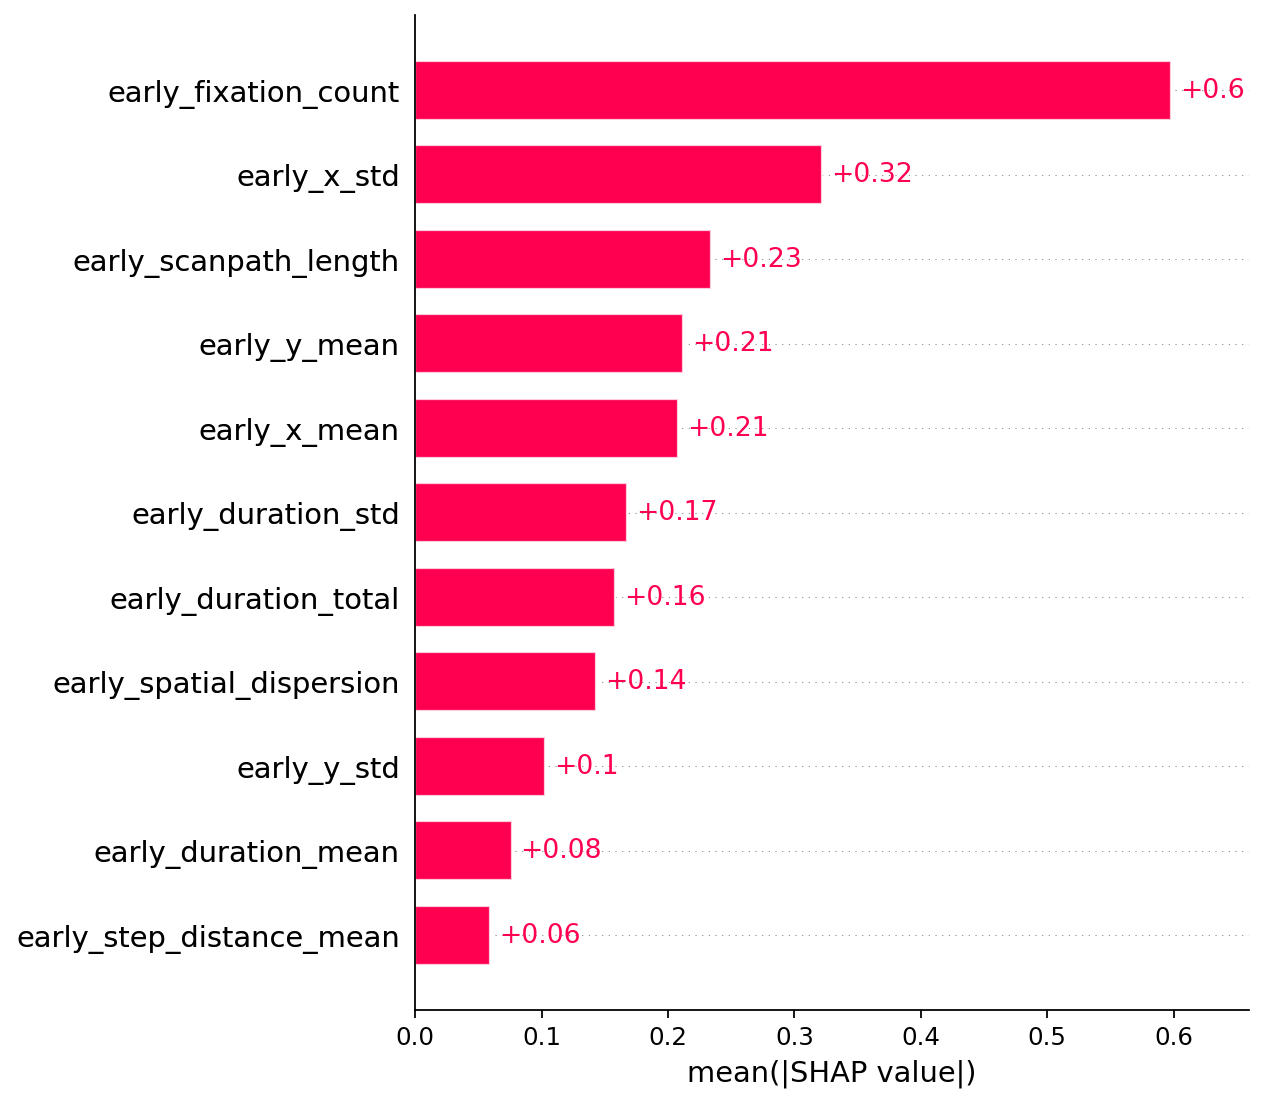 early_fixation_count +0.6
early_x_std +0.32
early_scanpath_length +0.23
early_y_mean +0.21
early_x_mean +0.21
early_duration_std +0.17
early_duration_total +0.16
early_spatial_dispersion +0.14
early_y_std +0.1
early_duration_mean +0.08
early_step_distance_mean +0.06
0.0 0.1 0.2 0.3 0.4 0.5 0.6
mean(|SHAP value|)